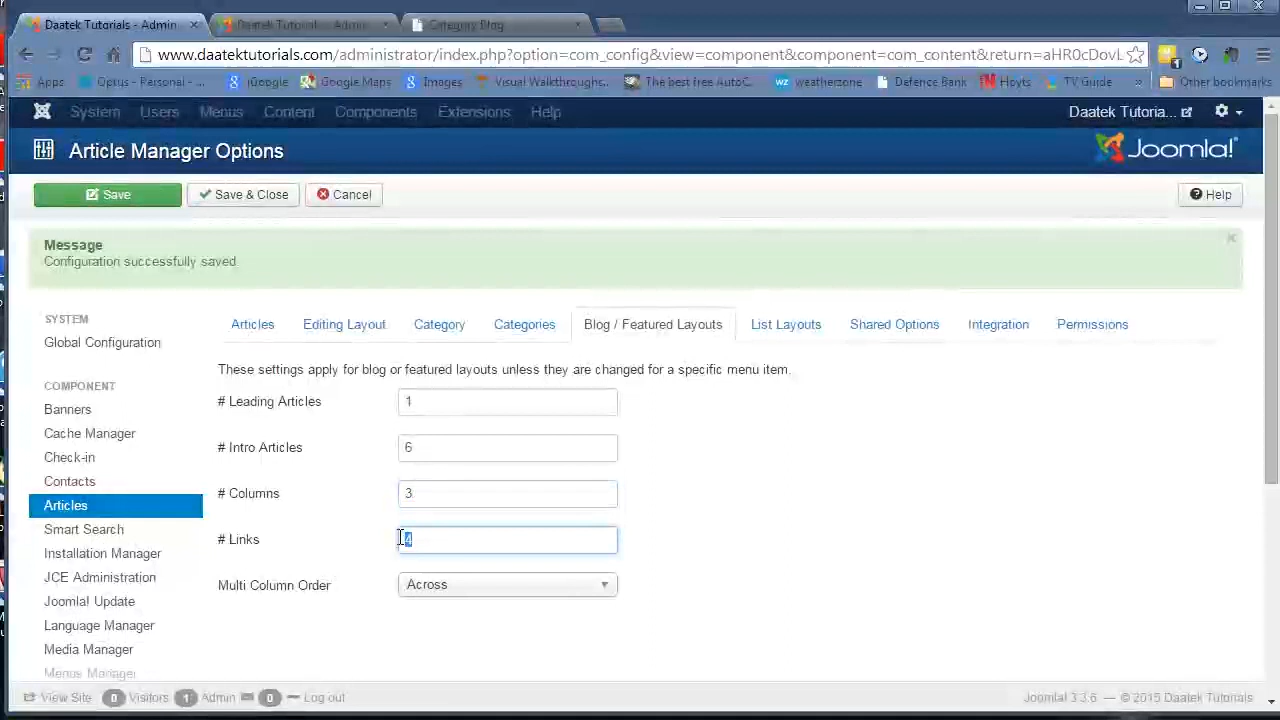 Daatek Tutorials - Admin
Daatek Tutorial - Admin
Category Blog
www.daatektutorials.com/administrator/index.php?option=com_config&view=component&component=com_content&return=aHR0cDovL
Apps
Optus - Personal -
iGoogle
Google Maps
Images
Visual Walkthroughs...
The best free AutoC...
weatherzone
Defence Bank
Hoyts
TV Guide
»
Other bookmarks
System
Users
Menus
Content
Components
Extensions
Help
Daatek Tutoria...
Article Manager Options
Joomla!
Save
Save & Close
Cancel
Help
Message
Configuration successfully saved.
SYSTEM
Global Configuration
COMPONENT
Banners
Cache Manager
Check-in
Contacts
Articles
Smart Search
Installation Manager
JCE Administration
Joomla! Update
Language Manager
Media Manager
Menus Manager
Articles
Editing Layout
Category
Categories
Blog / Featured Layouts
List Layouts
Shared Options
Integration
Permissions
These settings apply for blog or featured layouts unless they are changed for a specific menu item.
# Leading Articles
1
# Intro Articles
6
# Columns
3
# Links
4
Multi Column Order
Across
View Site
0 Visitors
1 Admin
0
Log out
Joomla! 3.3.6 — © 2015 Daatek Tutorials